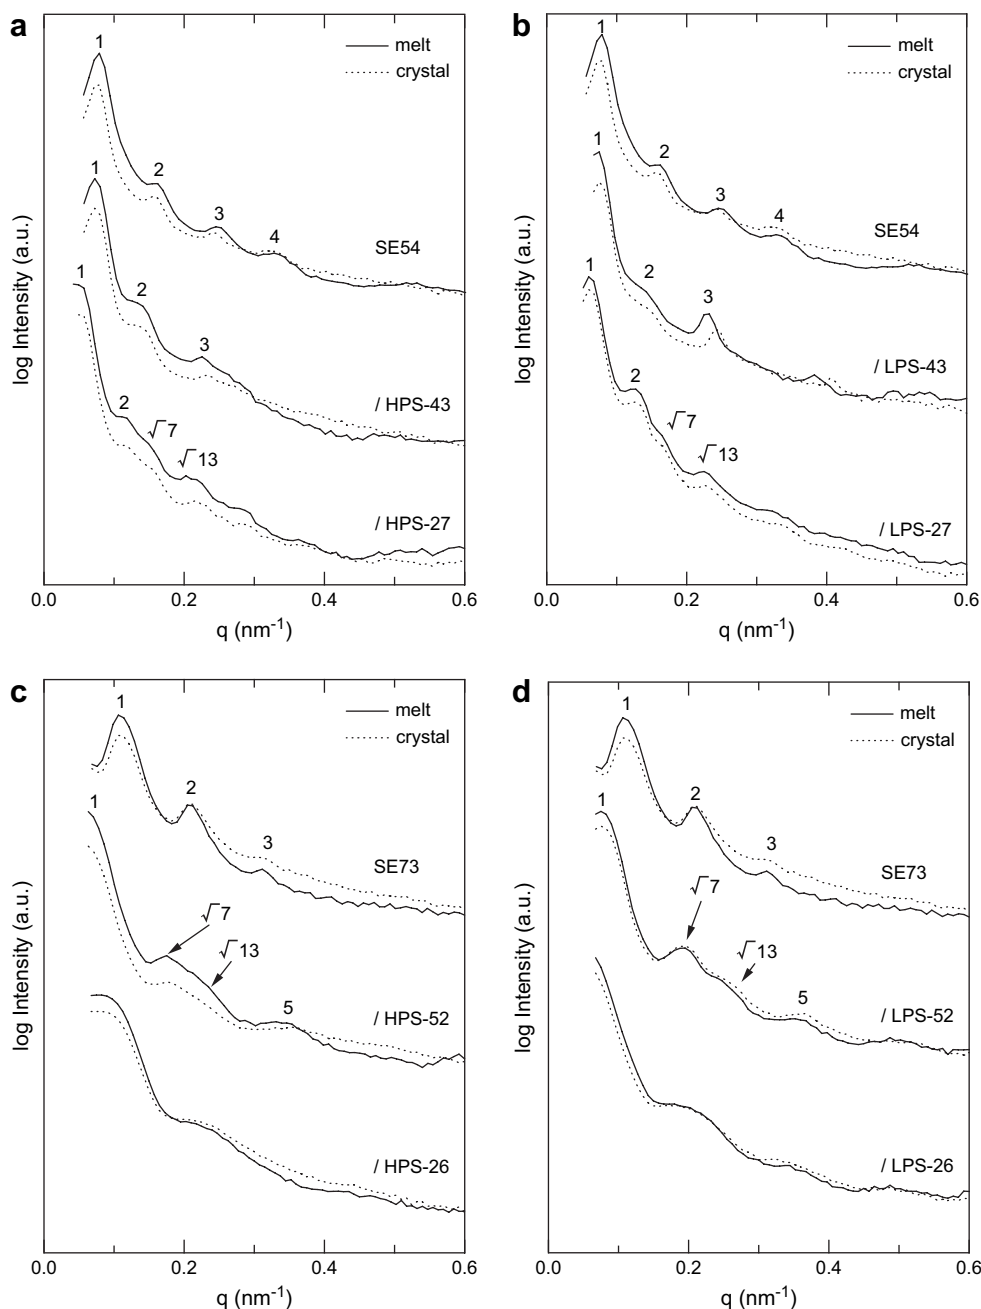 a
melt
crystal
1
2
3
4
SE54
1
2
3
/ HPS-43
1
2
√7
√13
/ HPS-27
log Intensity (a.u.)
0.0 0.2 0.4 0.6
q (nm-1)
b
melt
crystal
1
2
3
4
SE54
1
2
3
/ LPS-43
1
2
√7
√13
/ LPS-27
log Intensity (a.u.)
0.0 0.2 0.4 0.6
q (nm-1)
c
melt
crystal
1
2
3
SE73
1
√7
√13
5
/ HPS-52
/ HPS-26
log Intensity (a.u.)
0.0 0.2 0.4 0.6
q (nm-1)
d
melt
crystal
1
2
3
SE73
1
√7
√13
5
/ LPS-52
/ LPS-26
log Intensity (a.u.)
0.0 0.2 0.4 0.6
q (nm-1)